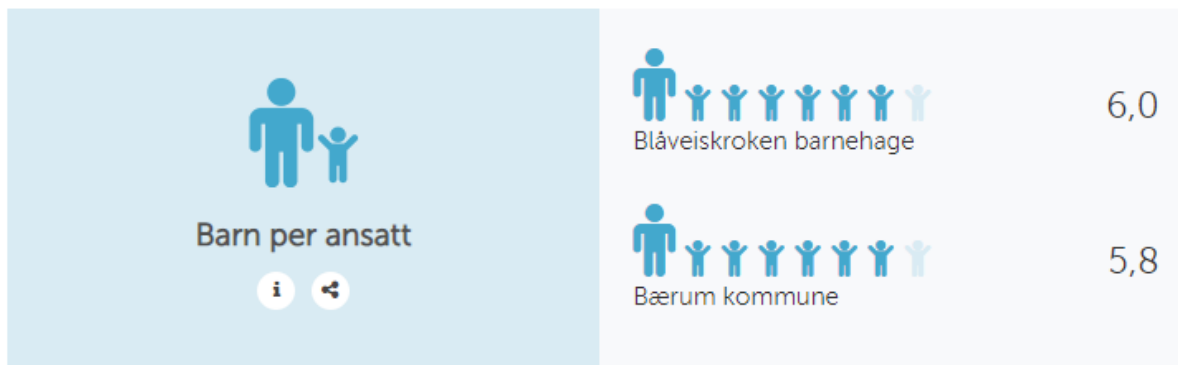 Barn per ansatt
Blåveiskroken barnehage
6,0
Bærum kommune
5,8